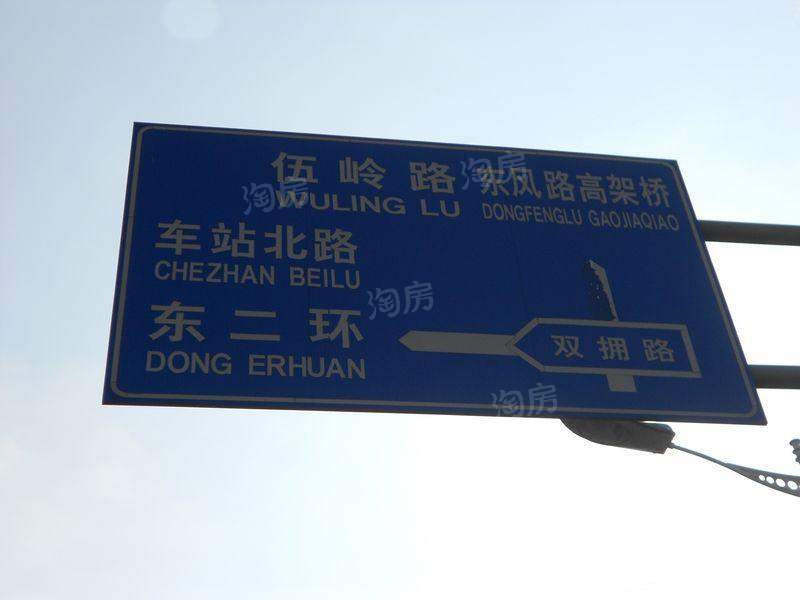 伍岭路 东风路高架桥
WULING LU DONGFENGLU GAOJIAQIAO
车站北路
CHEZHAN BEILU
东二环
DONG ERHUAN
双拥路
淘房
淘房
淘房
淘房